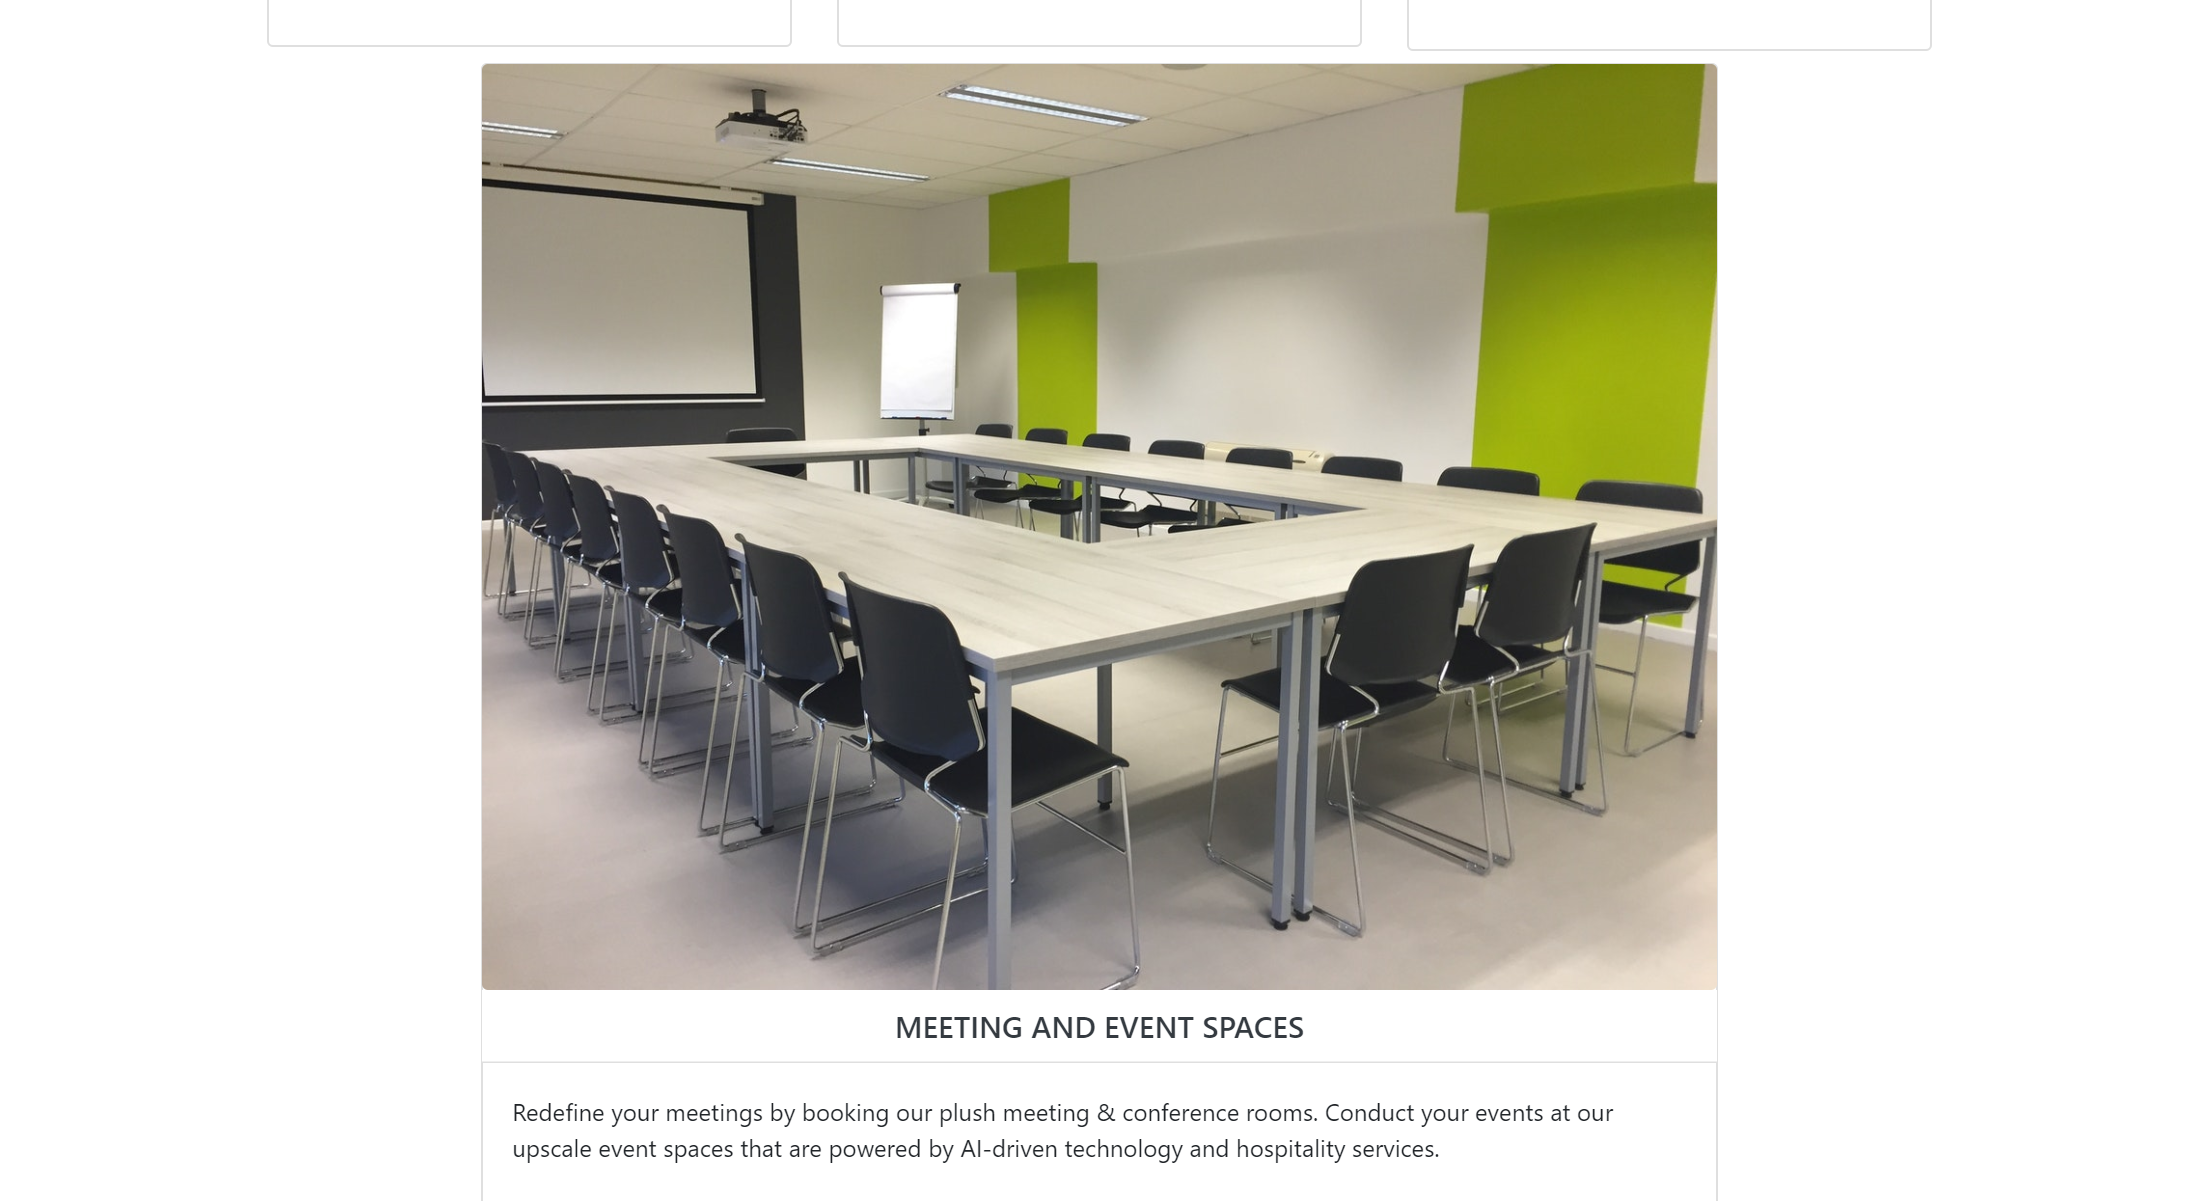 MEETING AND EVENT SPACES
Redefine your meetings by booking our plush meeting & conference rooms. Conduct your events at our
upscale event spaces that are powered by AI-driven technology and hospitality services.